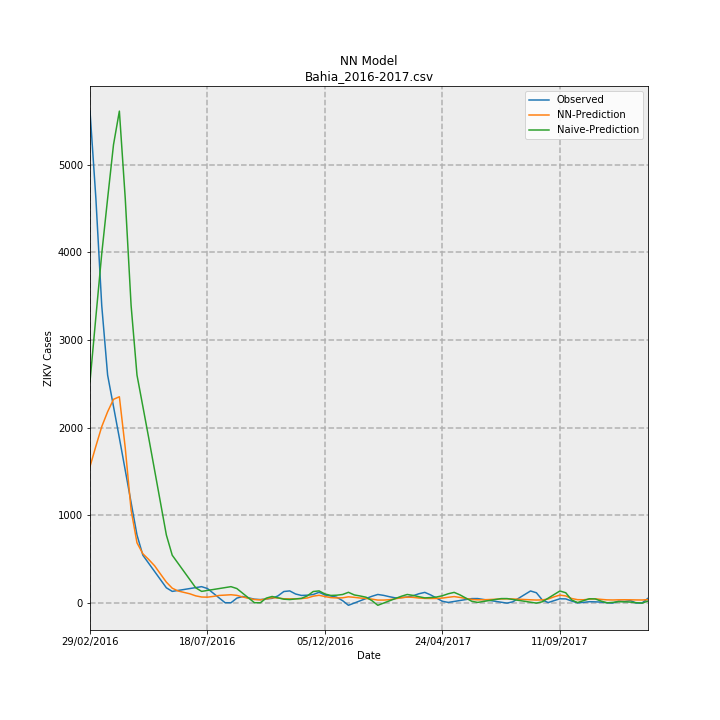 NN Model
Bahia_2016-2017.csv
Observed
NN-Prediction
Naive-Prediction
ZIKV Cases
5000
4000
3000
2000
1000
0
29/02/2016
18/07/2016
05/12/2016
24/04/2017
11/09/2017
Date